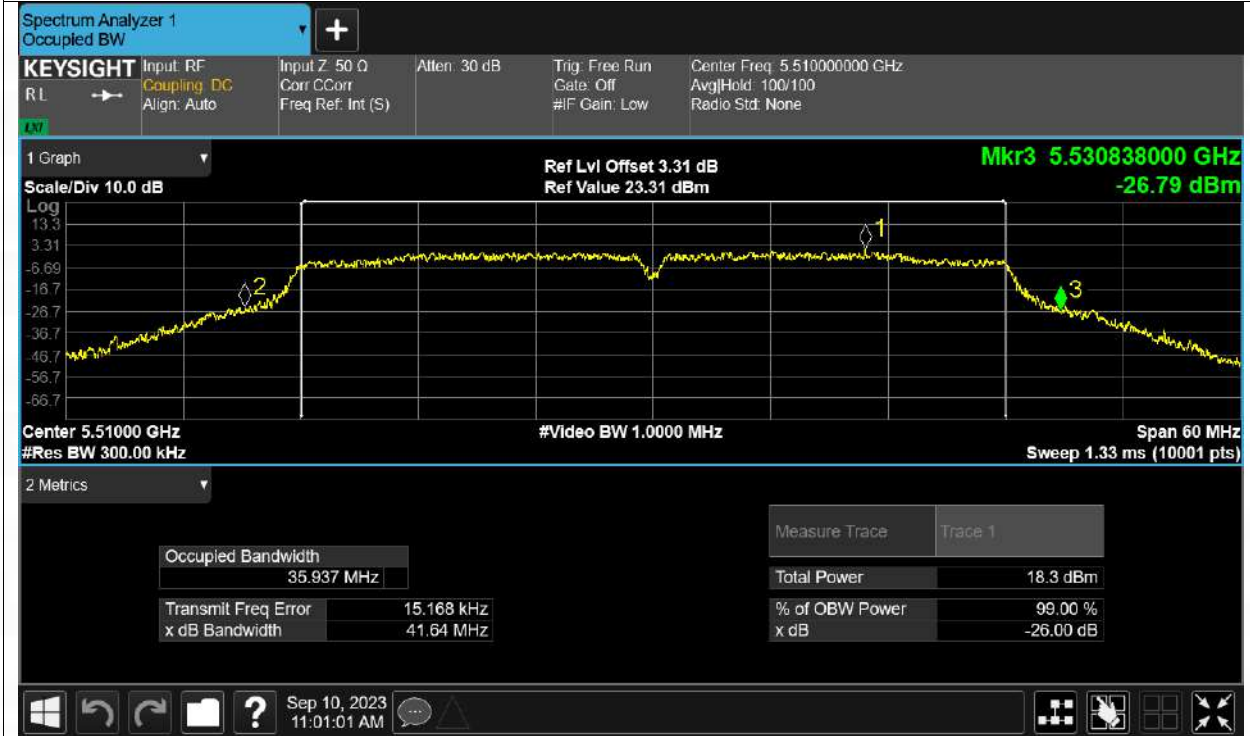 Spectrum Analyzer 1
Occupied BW
+
KEYSIGHT
RL
LXI
Input: RF
Coupling: DC
Align: Auto
Input Z: 50 Ω
Corr CCorr
Freq Ref: Int (S)
Atten: 30 dB
Trig: Free Run
Gate: Off
#IF Gain: Low
Center Freq: 5.510000000 GHz
Avg|Hold: 100/100
Radio Std: None
1 Graph
Scale/Div 10.0 dB
Ref Lvl Offset 3.31 dB
Ref Value 23.31 dBm
Mkr3 5.530838000 GHz
-26.79 dBm
Log
13.3
3.31
-6.69
-16.7
-26.7
-36.7
-46.7
-56.7
-66.7
1
2
3
Center 5.51000 GHz
#Video BW 1.0000 MHz
Span 60 MHz
#Res BW 300.00 kHz
Sweep 1.33 ms (10001 pts)
2 Metrics
Measure Trace
Trace 1
Occupied Bandwidth
35.937 MHz
Total Power 18.3 dBm
Transmit Freq Error 15.168 kHz
% of OBW Power 99.00 %
x dB Bandwidth 41.64 MHz
x dB -26.00 dB
?
Sep 10, 2023
11:01:01 AM